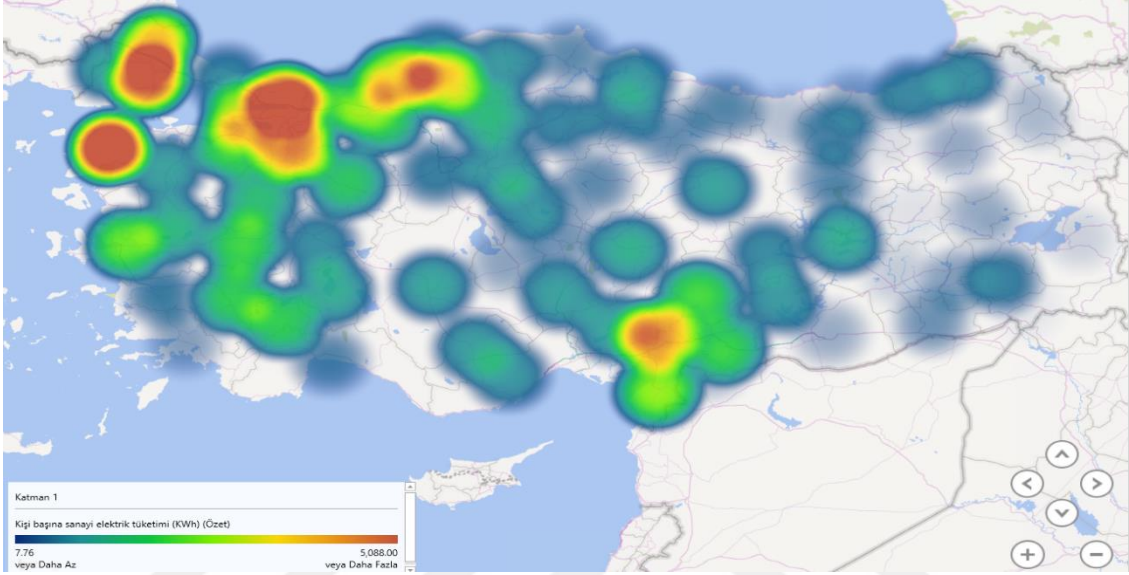 Katman 1
Kişi başına sanayi elektrik tüketimi (KWh) (Özet)
7.76 5,088.00
veya Daha Az veya Daha Fazla